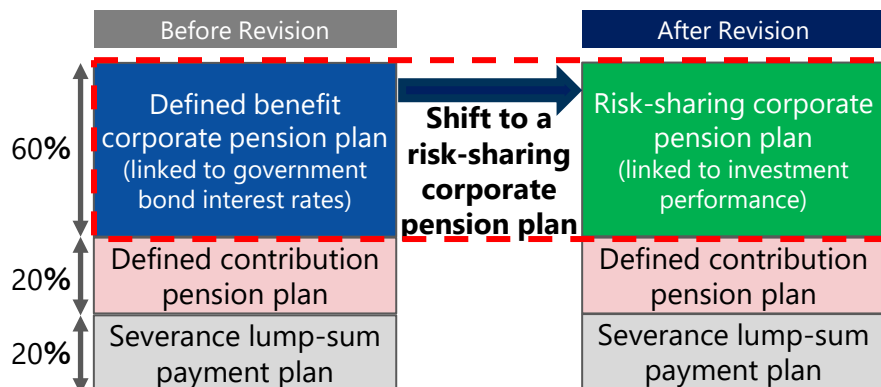 Before Revision
After Revision
60%
Defined benefit
corporate pension plan
(linked to government
bond interest rates)
Shift to a
risk-sharing
corporate
pension plan
Risk-sharing corporate
pension plan
(linked to investment
performance)
20%
Defined contribution
pension plan
Defined contribution
pension plan
20%
Severance lump-sum
payment plan
Severance lump-sum
payment plan